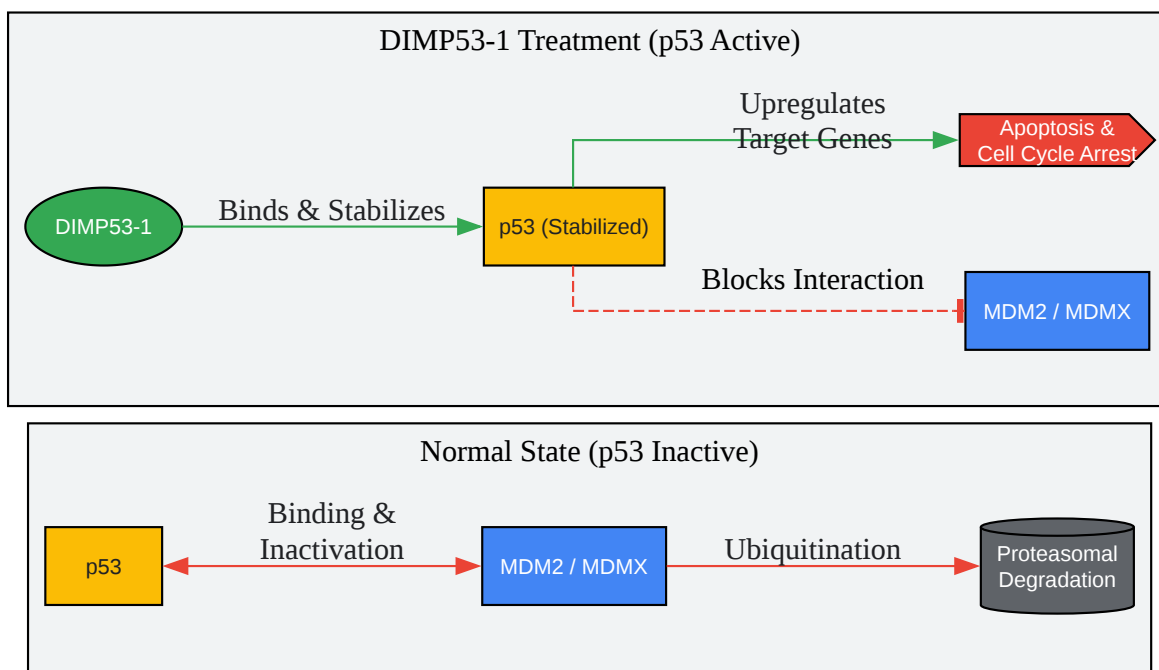 DIMP53-1 Treatment (p53 Active)
Upregulates
Target Genes
Apoptosis &
Cell Cycle Arrest
DIMP53-1
Binds & Stabilizes
p53 (Stabilized)
Blocks Interaction
MDM2 / MDMX
Normal State (p53 Inactive)
p53
Binding &
Inactivation
MDM2 / MDMX
Ubiquitination
Proteasomal
Degradation